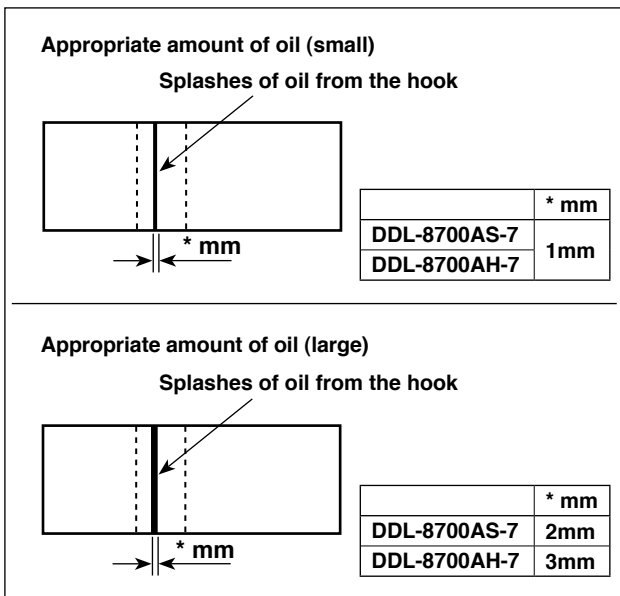 Appropriate amount of oil (small)
Splashes of oil from the hook
* mm
* mm
DDL-8700AS-7
1mm
DDL-8700AH-7
Appropriate amount of oil (large)
Splashes of oil from the hook
* mm
* mm
DDL-8700AS-7 2mm
DDL-8700AH-7 3mm